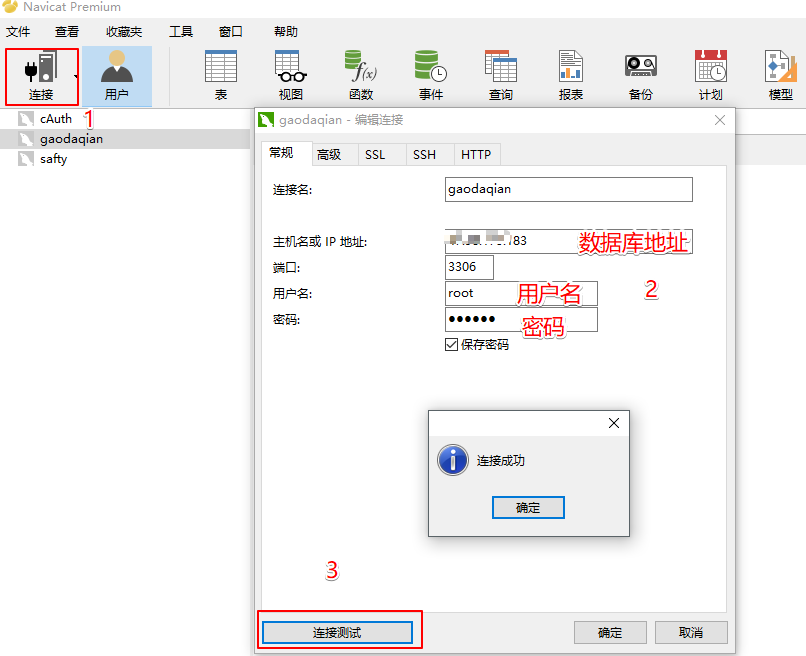 Navicat Premium
文件 查看 收藏夹 工具 窗口 帮助
连接 用户 表 视图 函数 事件 查询 报表 备份 计划 模型
f(x)
cAuth 1
gaodaqian
safty
gaodaqian - 编辑连接
常规 高级 SSL SSH HTTP
连接名: gaodaqian
主机名或 IP 地址: 183 数据库地址
端口: 3306
用户名: root 用户名 2
密码: ●●●●●● 密码
保存密码
连接成功
确定
3
连接测试 确定 取消